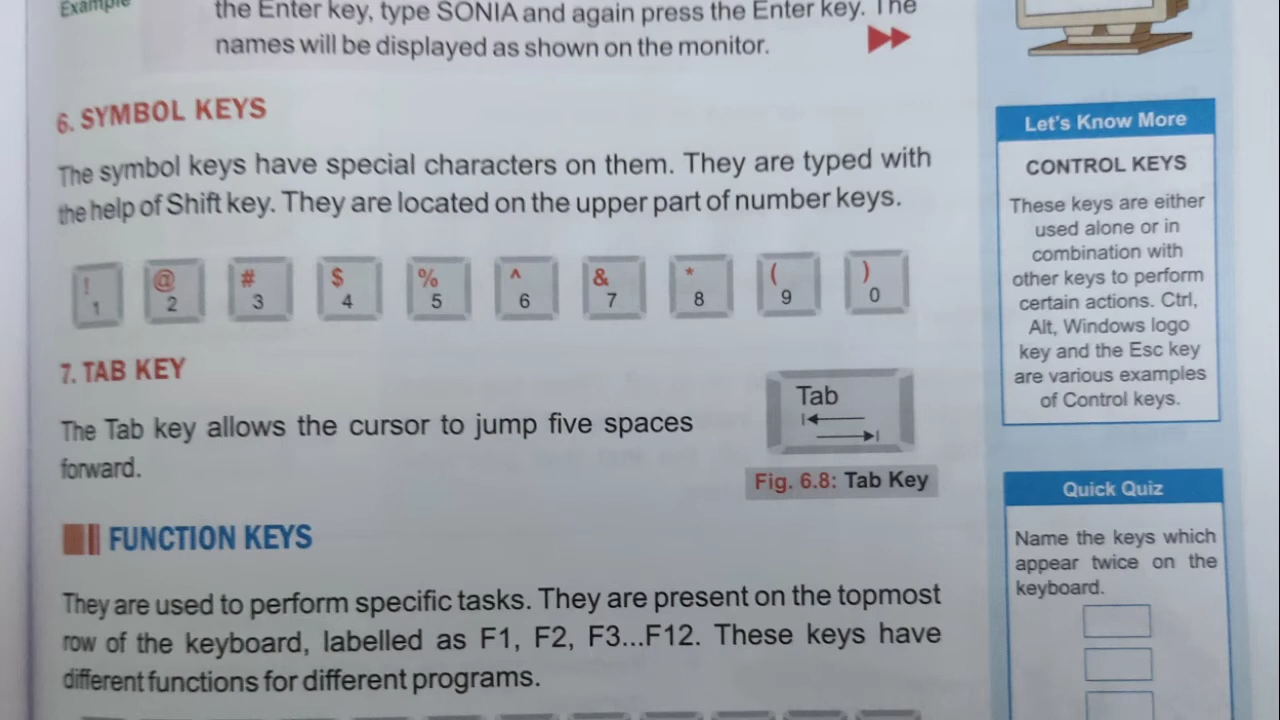 Example
the Enter key, type SONIA and again press the Enter key. The
names will be displayed as shown on the monitor.
6. SYMBOL KEYS
The symbol keys have special characters on them. They are typed with
the help of Shift key. They are located on the upper part of number keys.
! @ # $ % ^ & * ( )
1 2 3 4 5 6 7 8 9 0
7. TAB KEY
The Tab key allows the cursor to jump five spaces
forward.
Tab
Fig. 6.8: Tab Key
FUNCTION KEYS
They are used to perform specific tasks. They are present on the topmost
row of the keyboard, labelled as F1, F2, F3...F12. These keys have
different functions for different programs.
Let's Know More
CONTROL KEYS
These keys are either
used alone or in
combination with
other keys to perform
certain actions. Ctrl,
Alt, Windows logo
key and the Esc key
are various examples
of Control keys.
Quick Quiz
Name the keys which
appear twice on the
keyboard.